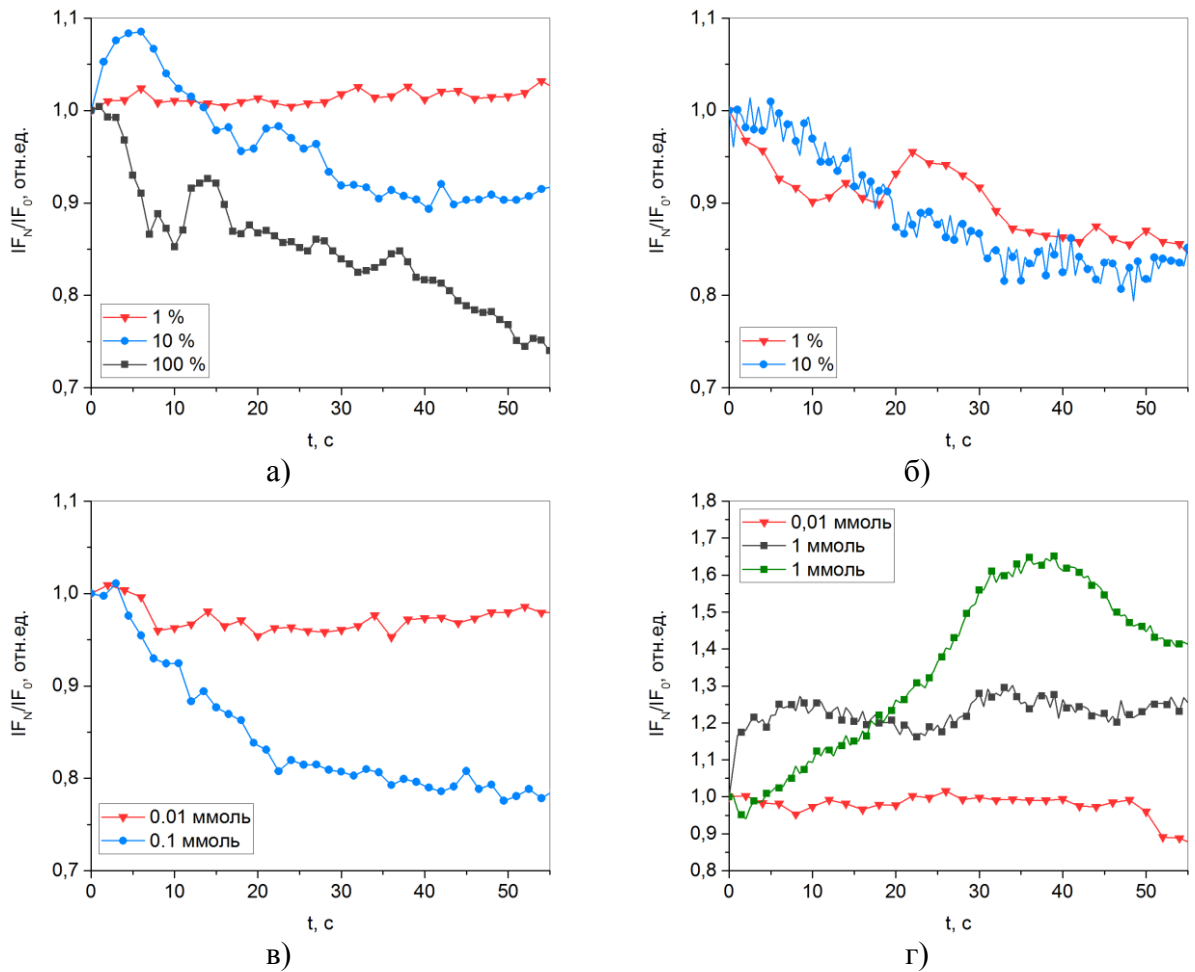 1,1
1,0
0,9
0,8
0,7
IF_N/IF_0, отн.ед.
1 %
10 %
100 %
0 10 20 30 40 50
t, с
а)
1,1
1,0
0,9
0,8
0,7
IF_N/IF_0, отн.ед.
1 %
10 %
0 10 20 30 40 50
t, с
б)
1,1
1,0
0,9
0,8
0,7
IF_N/IF_0, отн.ед.
0.01 ммоль
0.1 ммоль
0 10 20 30 40 50
t, с
в)
1,8
1,7
1,6
1,5
1,4
1,3
1,2
1,1
1,0
0,9
0,8
IF_N/IF_0, отн.ед.
0,01 ммоль
1 ммоль
1 ммоль
0 10 20 30 40 50
t, с
г)